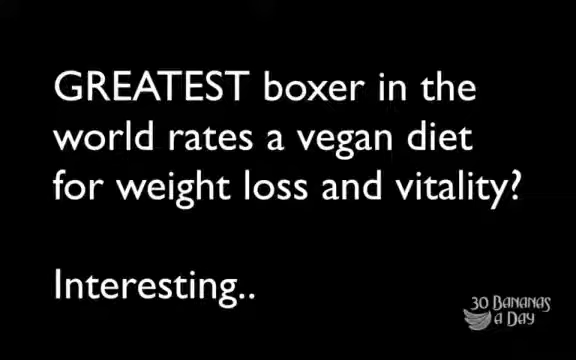 GREATEST boxer in the
world rates a vegan diet
for weight loss and vitality?
Interesting..
30 BANANAS
A DAY